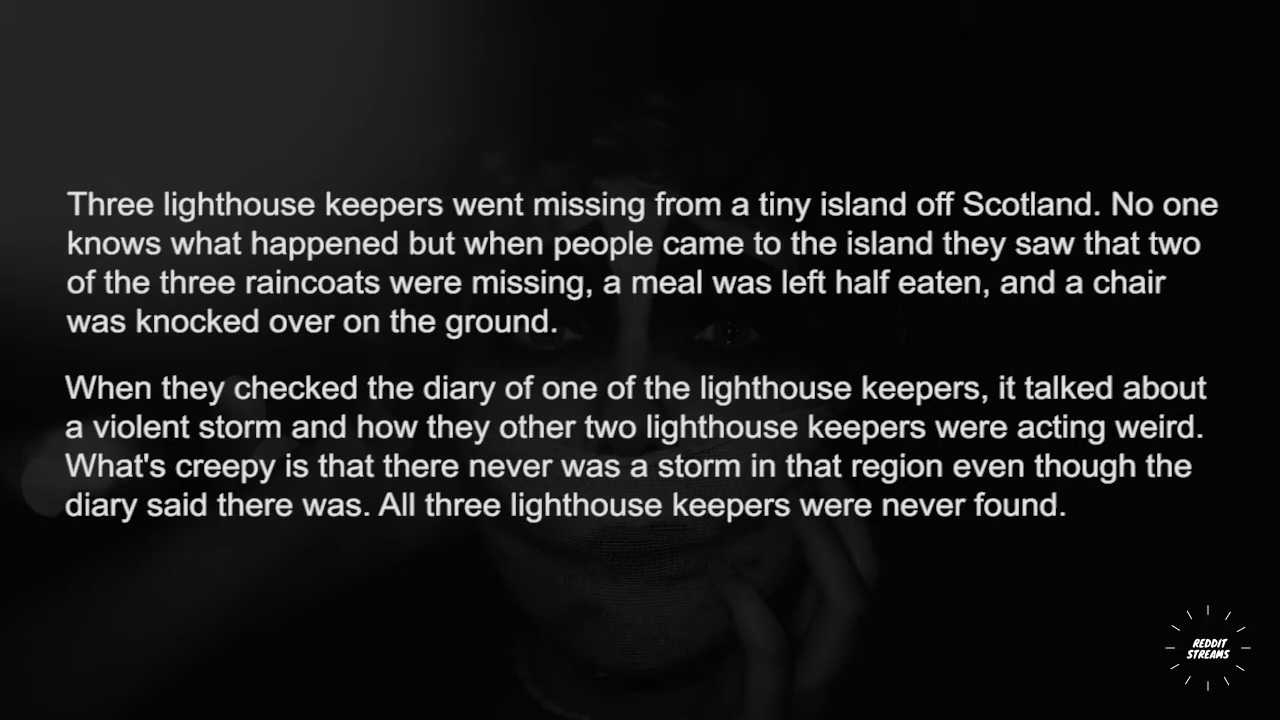 Three lighthouse keepers went missing from a tiny island off Scotland. No one
knows what happened but when people came to the island they saw that two
of the three raincoats were missing, a meal was left half eaten, and a chair
was knocked over on the ground.
When they checked the diary of one of the lighthouse keepers, it talked about
a violent storm and how they other two lighthouse keepers were acting weird.
What's creepy is that there never was a storm in that region even though the
diary said there was. All three lighthouse keepers were never found.
REDDIT
STREAMS